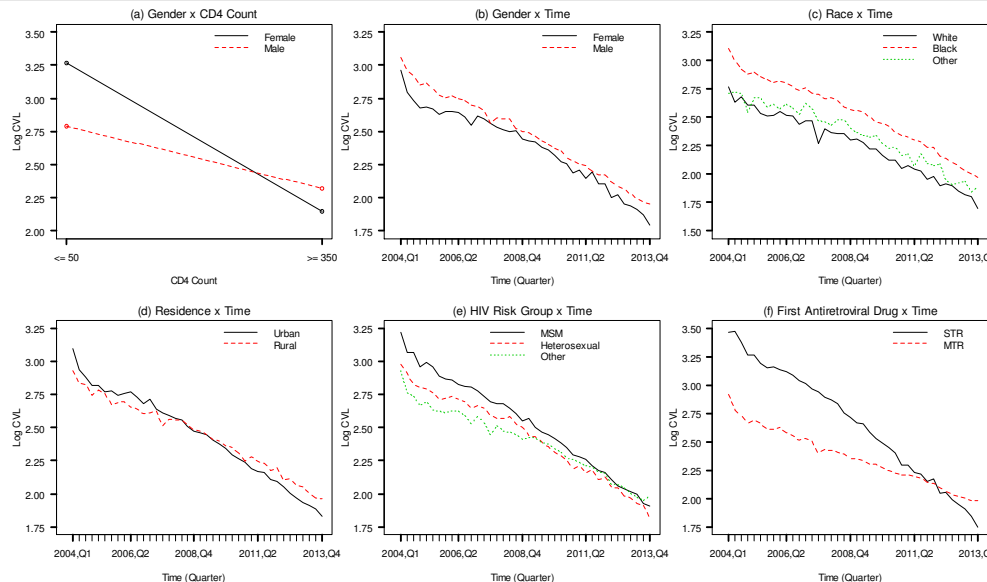 (a) Gender x CD4 Count
Female
Male
3.50
3.25
3.00
2.75
2.50
2.25
2.00
Log CVL
<= 50
>= 350
CD4 Count
(b) Gender x Time
Female
Male
3.25
3.00
2.75
2.50
2.25
2.00
1.75
Log CVL
2004,Q1
2006,Q2
2008,Q4
2011,Q2
2013,Q4
Time (Quarter)
(c) Race x Time
White
Black
Other
3.25
3.00
2.75
2.50
2.25
2.00
1.75
1.50
Log CVL
2004,Q1
2006,Q2
2008,Q4
2011,Q2
2013,Q
Time (Quarter)
(d) Residence x Time
Urban
Rural
3.25
3.00
2.75
2.50
2.25
2.00
1.75
Log CVL
2004,Q1
2006,Q2
2008,Q4
2011,Q2
2013,Q4
Time (Quarter)
(e) HIV Risk Group x Time
MSM
Heterosexual
Other
3.25
3.00
2.75
2.50
2.25
2.00
1.75
Log CVL
2004,Q1
2006,Q2
2008,Q4
2011,Q2
2013,Q4
Time (Quarter)
(f) First Antiretroviral Drug x Time
STR
MTR
3.50
3.25
3.00
2.75
2.50
2.25
2.00
1.75
Log CVL
2004,Q1
2006,Q2
2008,Q4
2011,Q2
2013,Q
Time (Quarter)